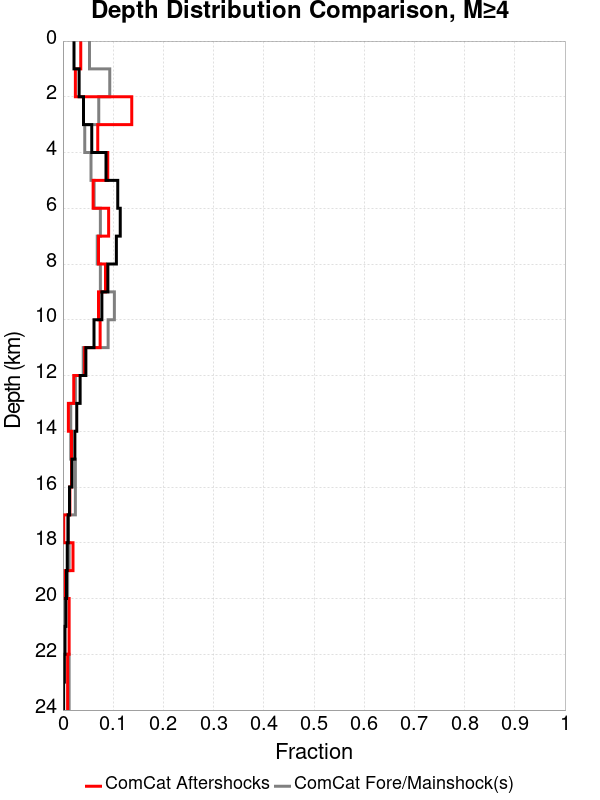 Depth Distribution Comparison, M≥4
0
2
4
6
8
10
12
14
16
18
20
22
24
Depth (km)
0 0.1 0.2 0.3 0.4 0.5 0.6 0.7 0.8 0.9 1
Fraction
ComCat Aftershocks ComCat Fore/Mainshock(s)